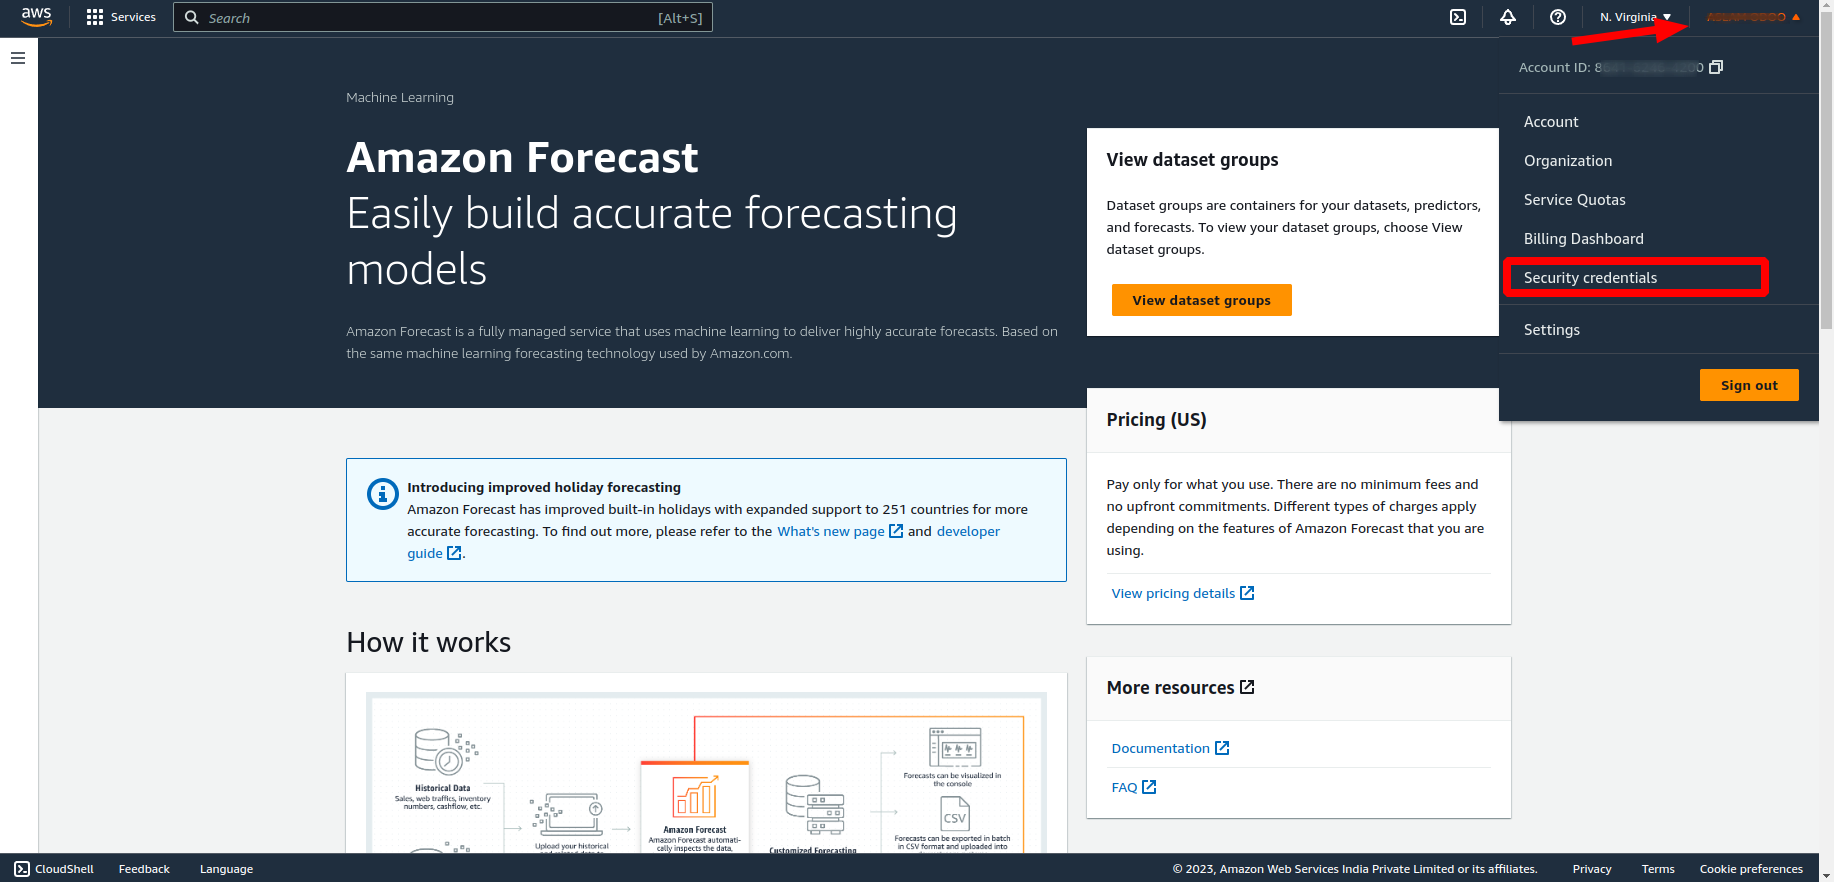 aws
Services
Search
[Alt+S]
N. Virginia
Account ID:
Account
Organization
Service Quotas
Billing Dashboard
Security credentials
Settings
Sign out
Machine Learning
Amazon Forecast
Easily build accurate forecasting
models
Amazon Forecast is a fully managed service that uses machine learning to deliver highly accurate forecasts. Based on
the same machine learning forecasting technology used by Amazon.com.
View dataset groups
Dataset groups are containers for your datasets, predictors,
and forecasts. To view your dataset groups, choose View
dataset groups.
View dataset groups
Pricing (US)
Pay only for what you use. There are no minimum fees and
no upfront commitments. Different types of charges apply
depending on the features of Amazon Forecast that you are
using.
View pricing details
Introducing improved holiday forecasting
Amazon Forecast has improved built-in holidays with expanded support to 251 countries for more
accurate forecasting. To find out more, please refer to the What's new page and developer
guide .
How it works
Historical Data
Sales, web traffics, inventory
numbers, cashflow, etc.
Upload your historical
Amazon Forecast
Amazon Forecast automati-
cally inspects the data,
Customized Forecasting
Forecasts can be visualized in
the console
CSV
Forecasts can be exported in batch
in CSV format and uploaded into
More resources
Documentation
FAQ
CloudShell
Feedback
Language
© 2023, Amazon Web Services India Private Limited or its affiliates.
Privacy
Terms
Cookie preferences